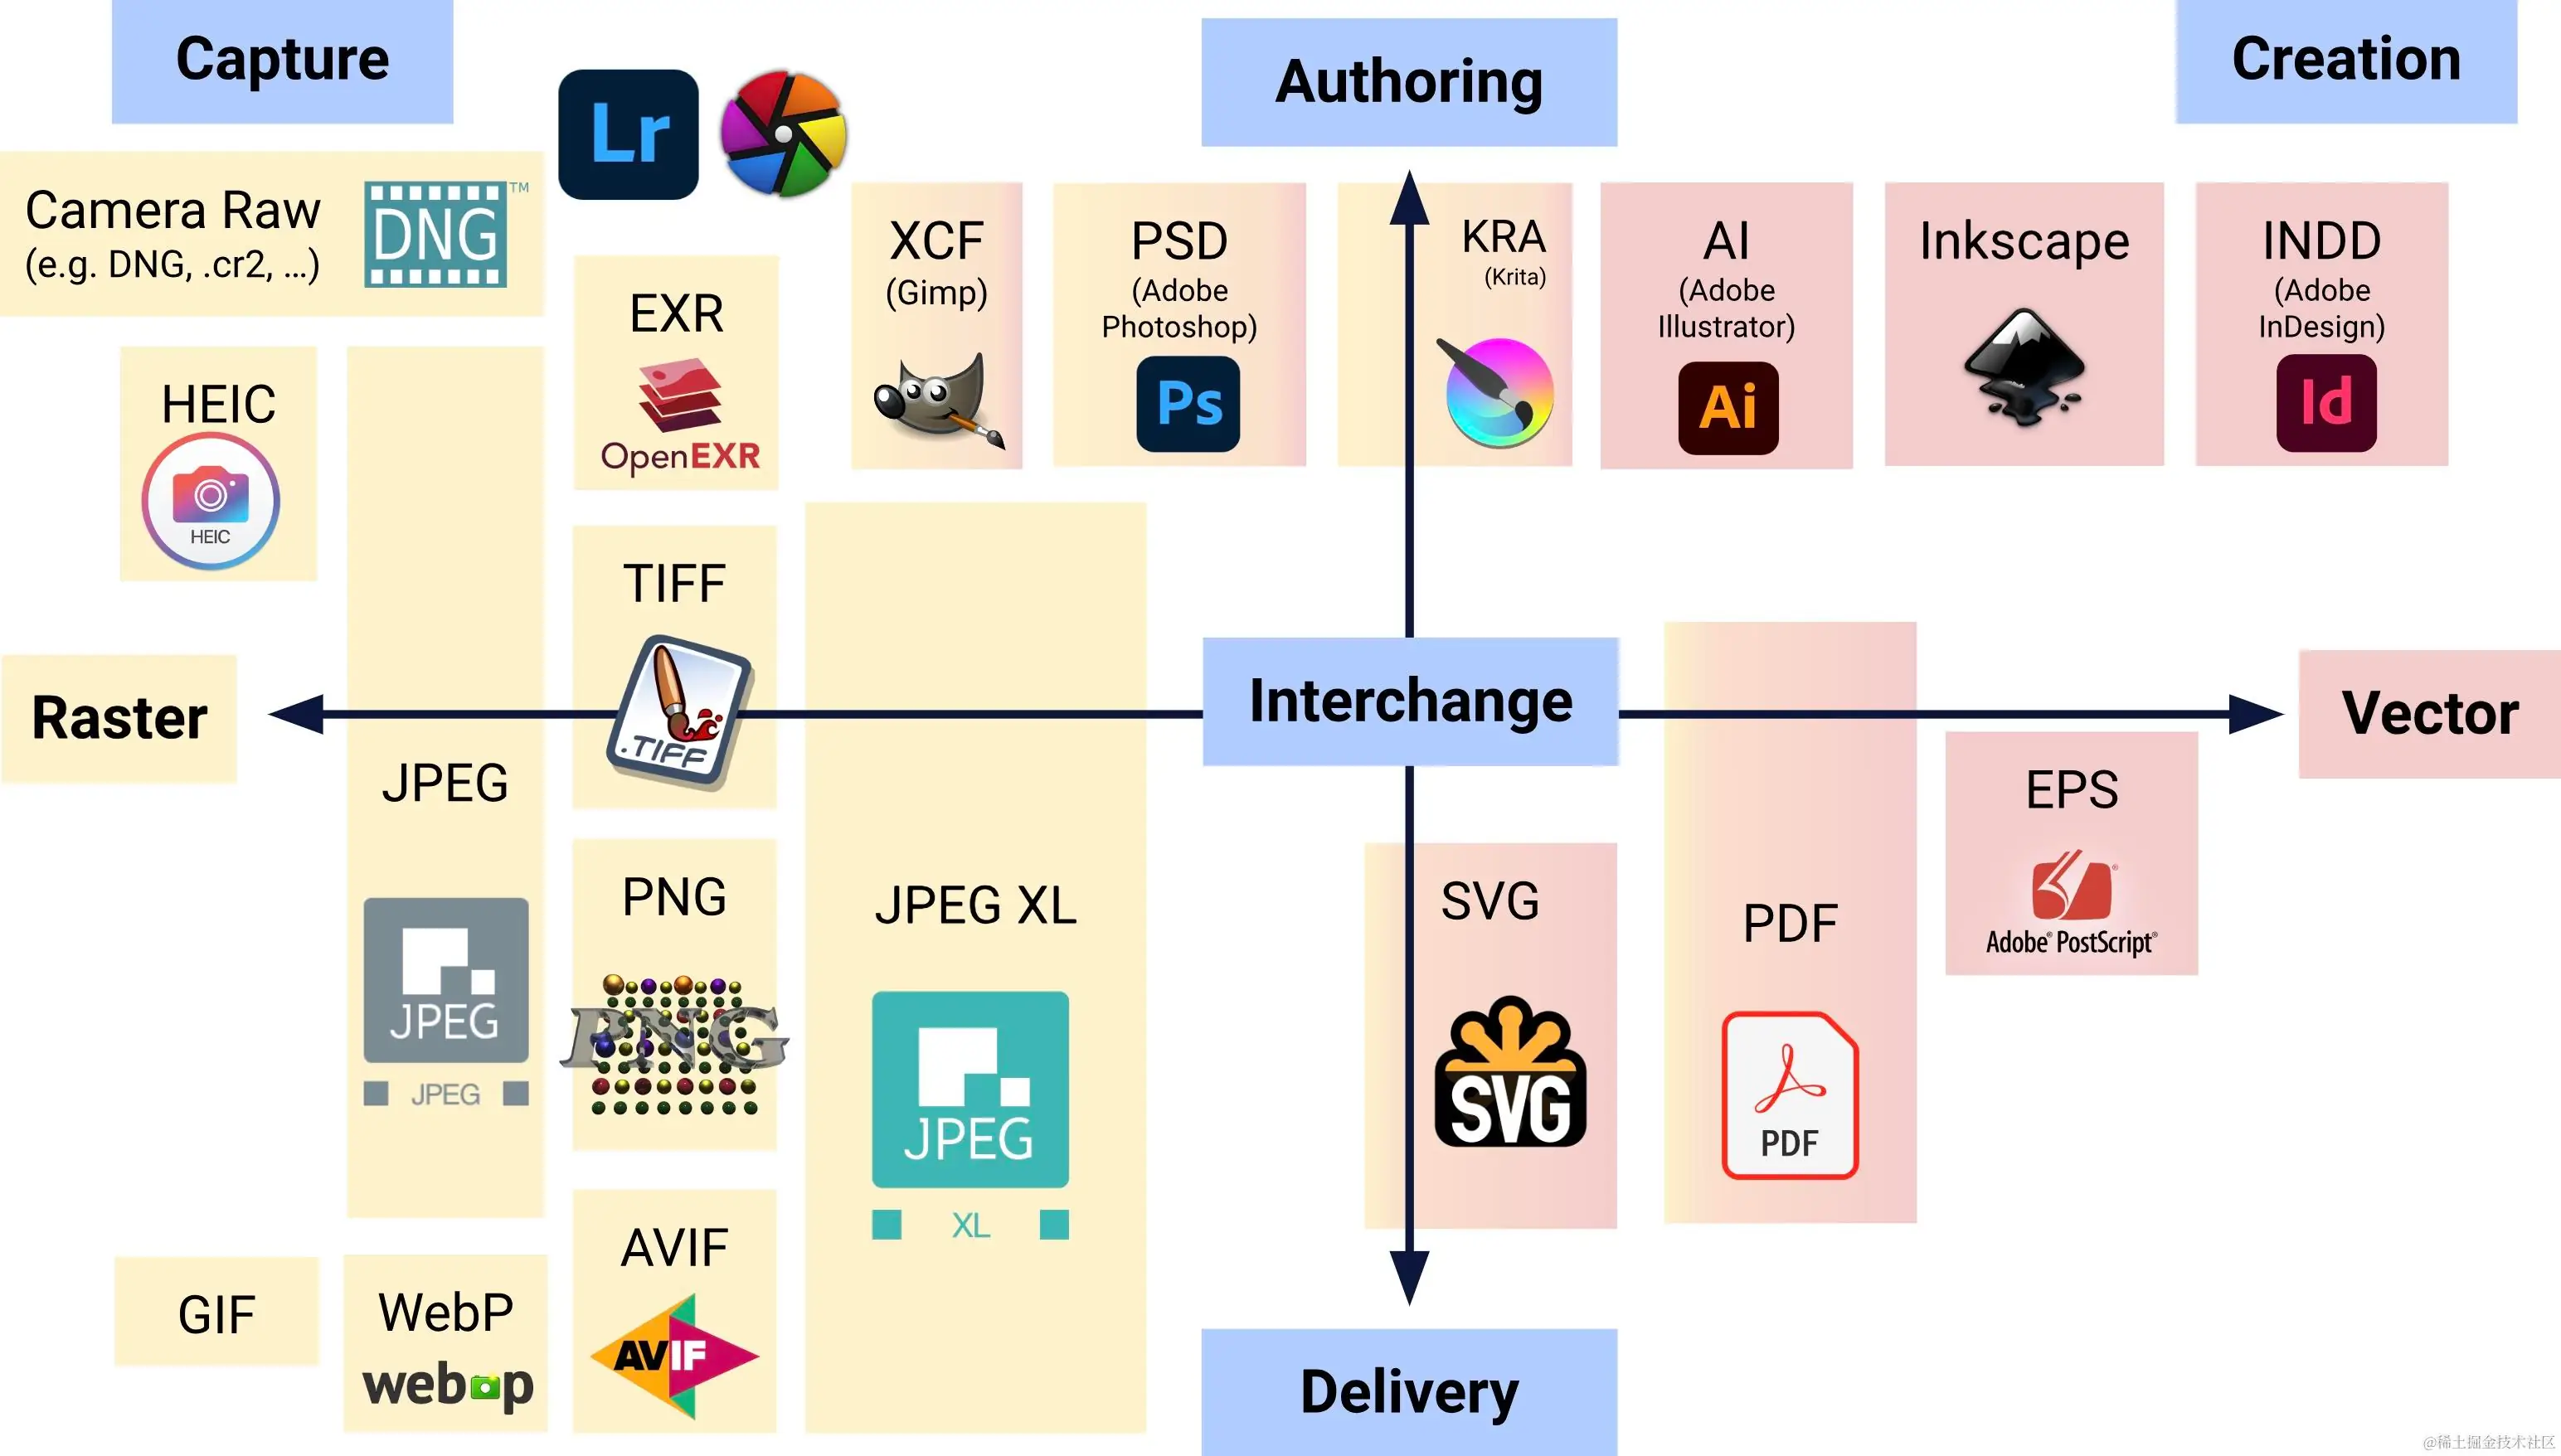 Capture
Authoring
Creation
Lr
Camera Raw
(e.g. DNG, .cr2, ...)
DNG™
XCF
(Gimp)
PSD
(Adobe
Photoshop)
Ps
KRA
(Krita)
AI
(Adobe
Illustrator)
Ai
Inkscape
INDD
(Adobe
InDesign)
Id
EXR
OpenEXR
HEIC
HEIC
TIFF
.TIFF
Raster
Interchange
Vector
JPEG
JPEG
JPEG
PNG
PNG
JPEG XL
JPEG
XL
SVG
SVG
PDF
PDF
EPS
Adobe® PostScript®
GIF
WebP
webp
AVIF
AVIF
Delivery
@稀土掘金技术社区